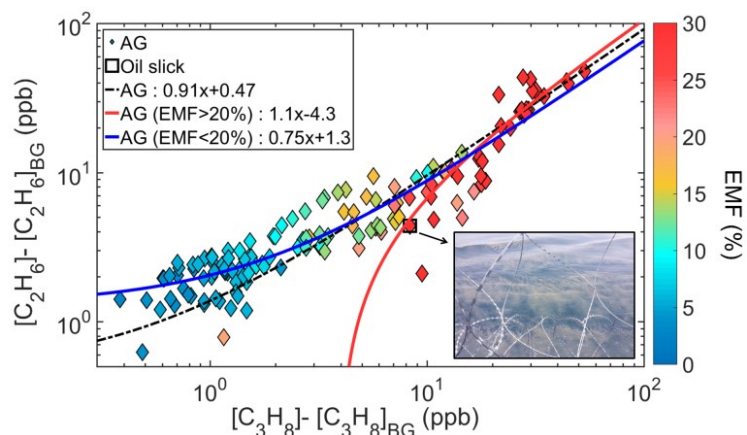 10²
10¹
10⁰
[C₂H₆]- [C₂H₆]BG (ppb)
AG
Oil slick
AG : 0.91x+0.47
AG (EMF>20%) : 1.1x-4.3
AG (EMF<20%) : 0.75x+1.3
10⁰
10¹
10²
[C₃H₈]- [C₃H₈]BG (ppb)
30
25
20
15
10
5
0
EMF (%)